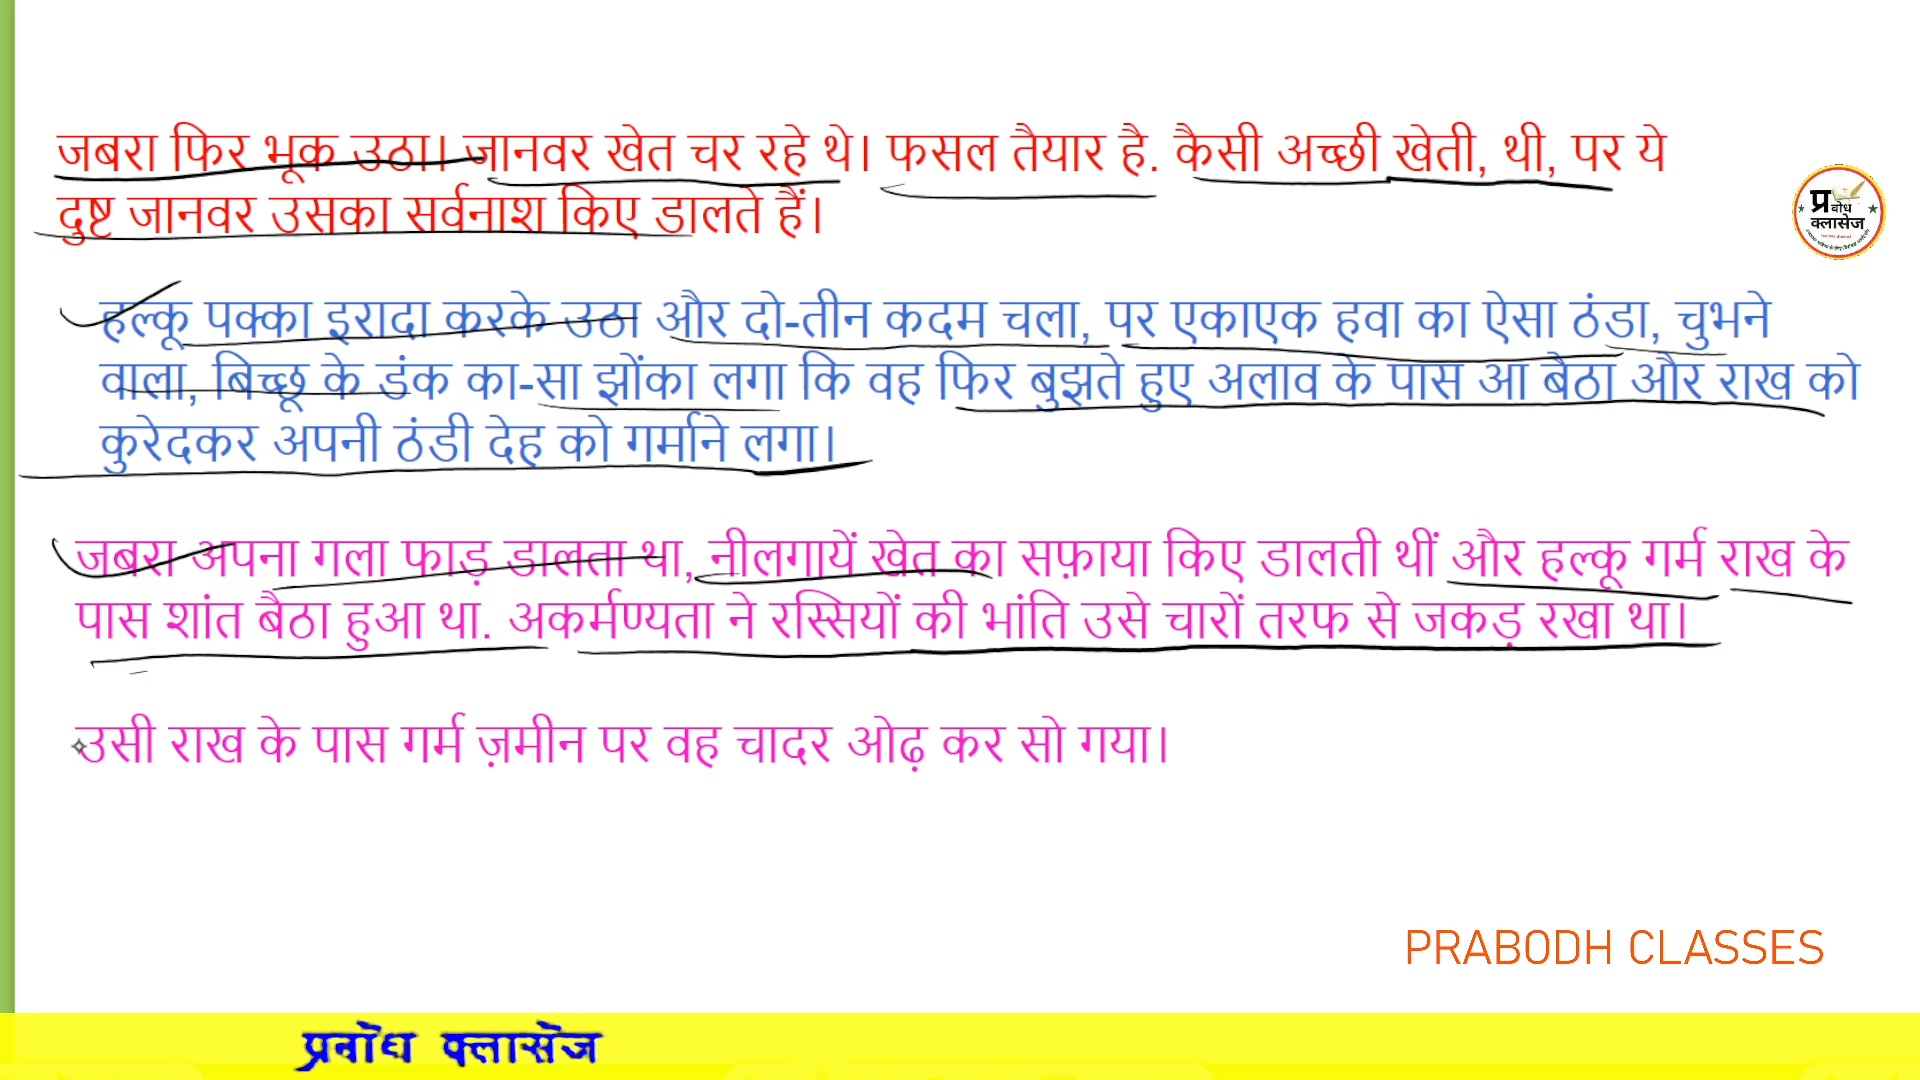 जबरा फिर भूक उठा। जानवर खेत चर रहे थे। फसल तैयार है. कैसी अच्छी खेती, थी, पर ये
दुष्ट जानवर उसका सर्वनाश किए डालते हैं।
प्रबोध
क्लासेज
हल्कू पक्का इरादा करके उठा और दो-तीन कदम चला, पर एकाएक हवा का ऐसा ठंडा, चुभने
वाला, बिच्छू के डंक का-सा झोंका लगा कि वह फिर बुझते हुए अलाव के पास आ बैठा और राख को
कुरेदकर अपनी ठंडी देह को गर्माने लगा।
जबरा अपना गला फाड़ डालता था, नीलगायें खेत का सफ़ाया किए डालती थीं और हल्कू गर्म राख के
पास शांत बैठा हुआ था. अकर्मण्यता ने रस्सियों की भांति उसे चारों तरफ से जकड़ रखा था।
उसी राख के पास गर्म ज़मीन पर वह चादर ओढ़ कर सो गया।
PRABODH CLASSES
प्रबोध क्लासेज